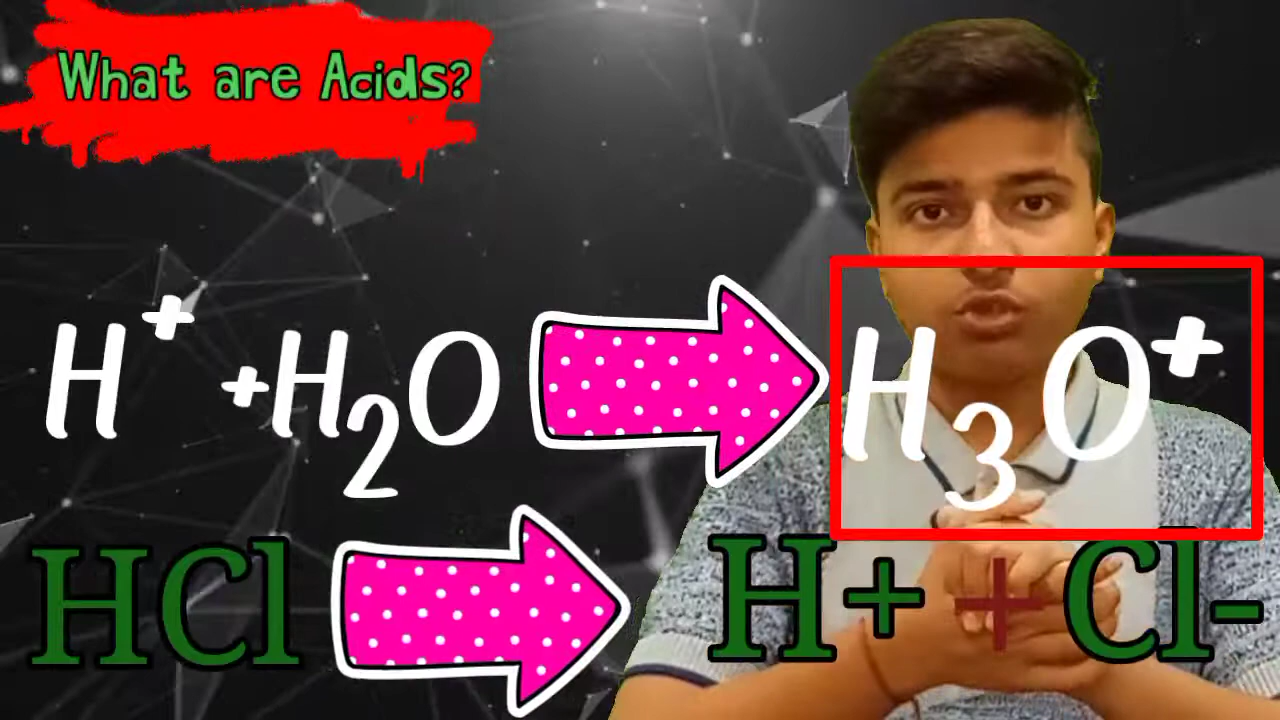 What are Acids?
H⁺ + H₂O H₃O⁺
HCl H+ + Cl-